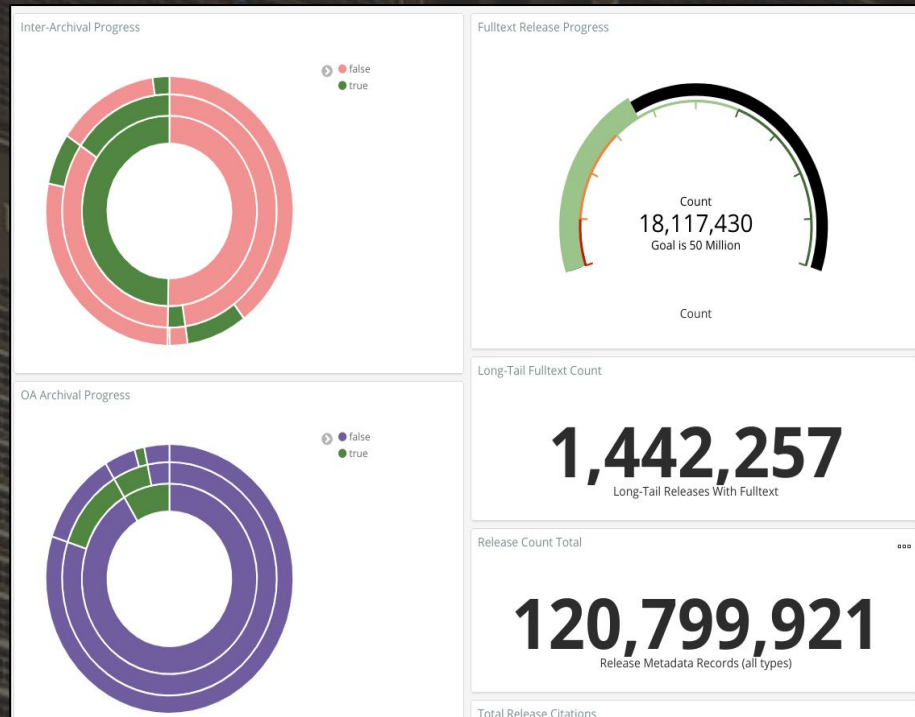 Inter-Archival Progress
false
true
OA Archival Progress
false
true
Fulltext Release Progress
Count
18,117,430
Goal is 50 Million
Count
Long-Tail Fulltext Count
1,442,257
Long-Tail Releases With Fulltext
Release Count Total
120,799,921
Release Metadata Records (all types)
Total Release Citations